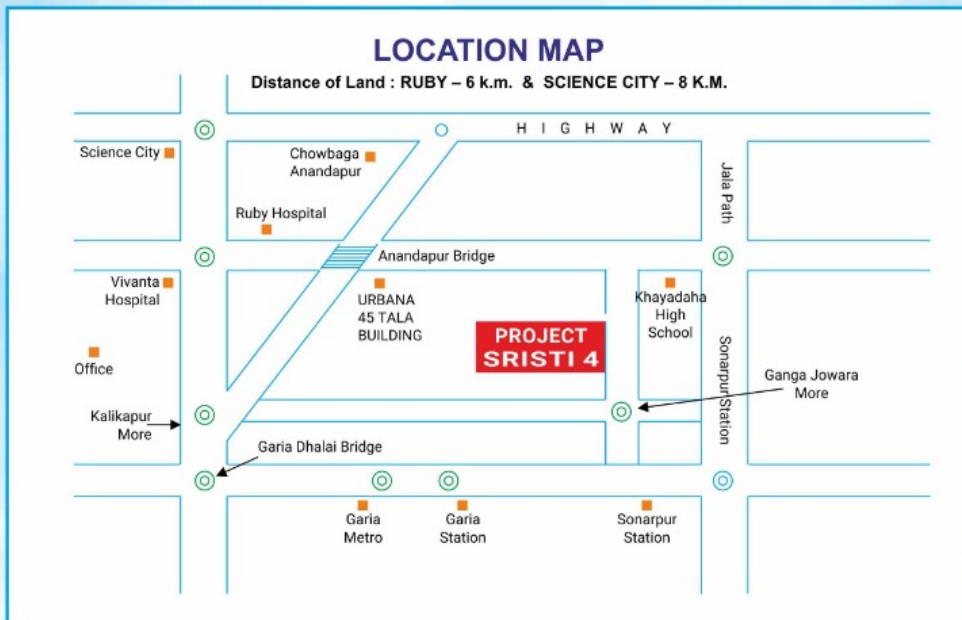 LOCATION MAP
Distance of Land : RUBY – 6 k.m. & SCIENCE CITY – 8 K.M.
H I G H W A Y
Science City
Chowbaga
Anandapur
Jala Path
Ruby Hospital
Anandapur Bridge
Vivanta
Hospital
URBANA
45 TALA
BUILDING
Khayadaha
High
School
PROJECT
SRISTI 4
Office
Sonarpur Station
Ganga Jowara
More
Kalikapur
More
Garia Dhalai Bridge
Garia
Metro
Garia
Station
Sonarpur
Station